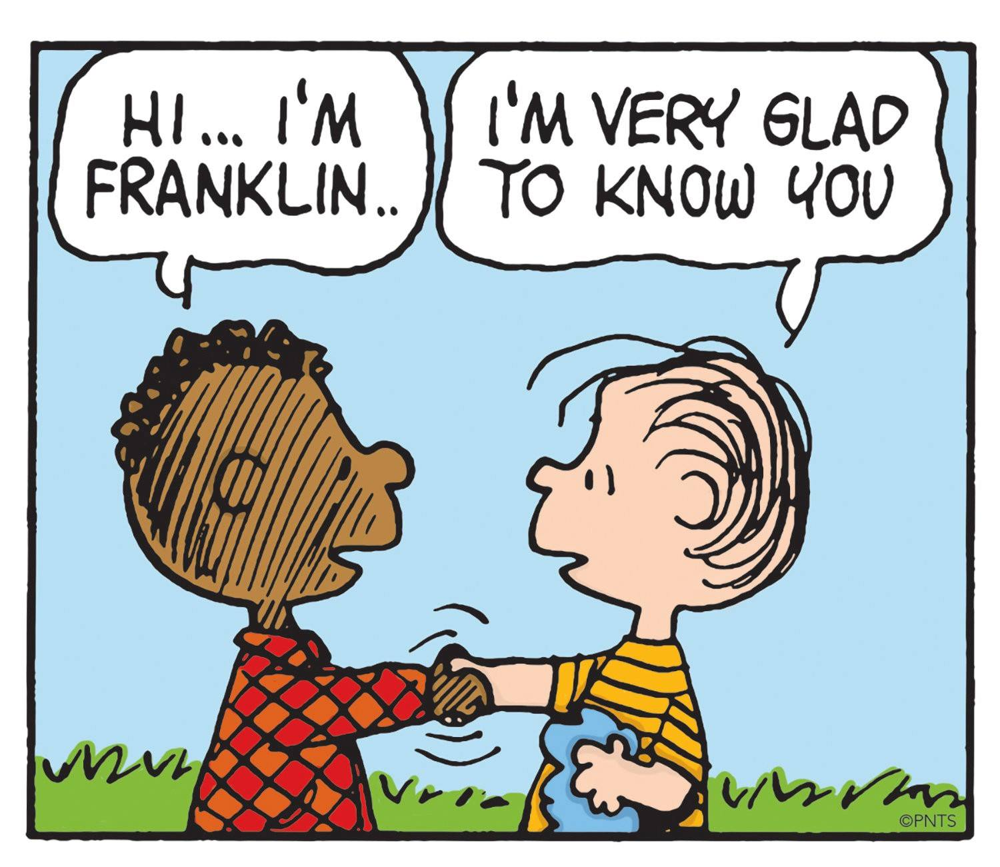 HI... I'M
FRANKLIN..
I'M VERY GLAD
TO KNOW YOU
©PNTS